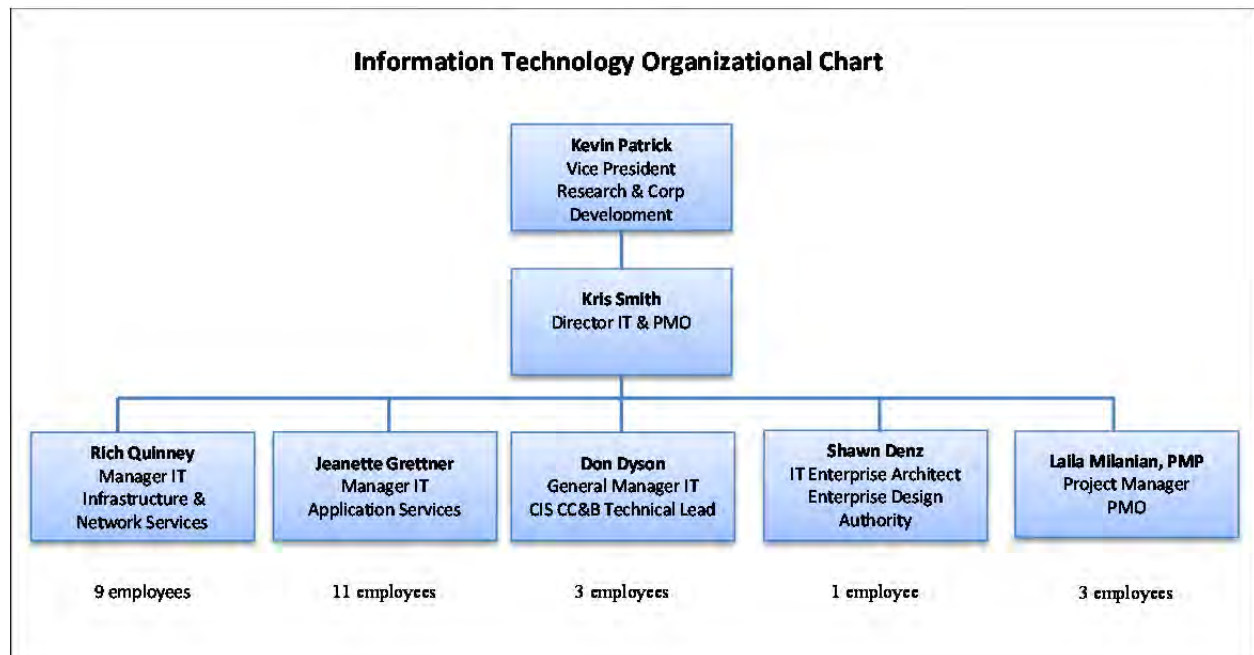 Information Technology Organizational Chart
Kevin Patrick
Vice President
Research & Corp
Development
Kris Smith
Director IT & PMO
Rich Quinney
Manager IT
Infrastructure &
Network Services
Jeanette Grettner
Manager IT
Application Services
Don Dyson
General Manager IT
CIS CC&B Technical Lead
Shawn Denz
IT Enterprise Architect
Enterprise Design
Authority
Laila Milanian, PMP
Project Manager
PMO
9 employees
11 employees
3 employees
1 employee
3 employees